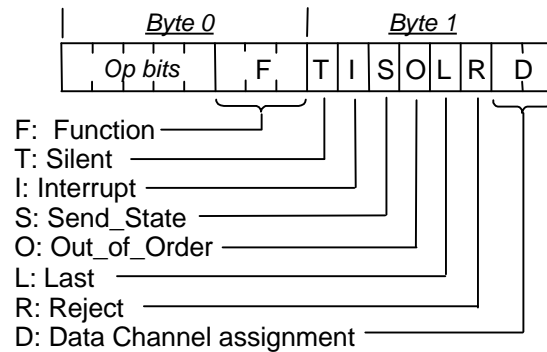 Byte 0 Byte 1
Op bits F T I S O L R D
F: Function
T: Silent
I: Interrupt
S: Send_State
O: Out_of_Order
L: Last
R: Reject
D: Data Channel assignment